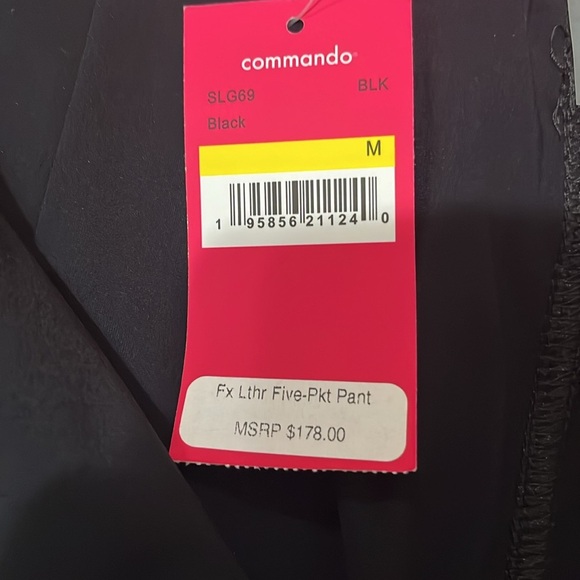 commando
SLG69 BLK
Black
M
1 95856 21124 0
Fx Lthr Five-Pkt Pant
MSRP $178.00